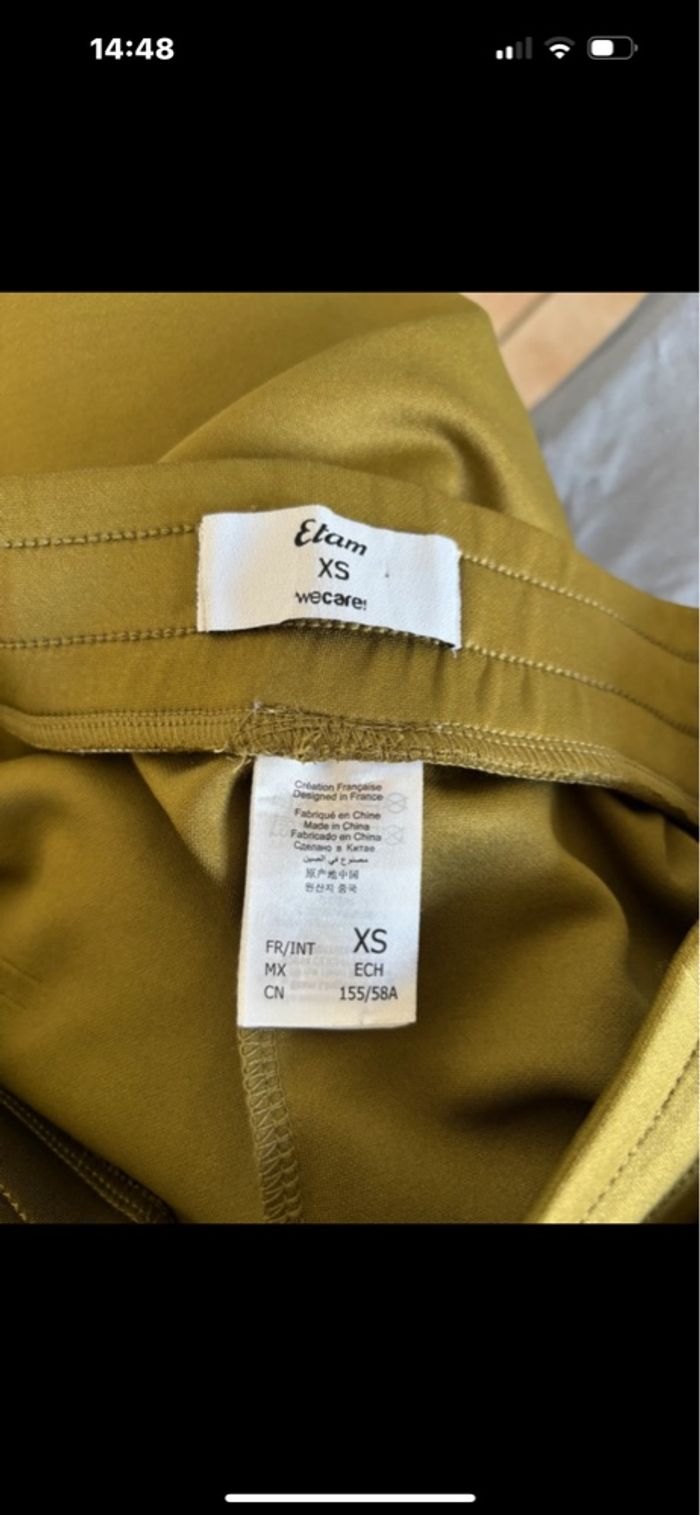 14:48
Etam
XS
wecare!
Création Française
Designed in France
Fabriqué en Chine
Made in China
Fabricado en China
Сделано в Китае
صنع في الصين
原产地中国
원산지 중국
FR/INT XS
MX ECH
CN 155/58A